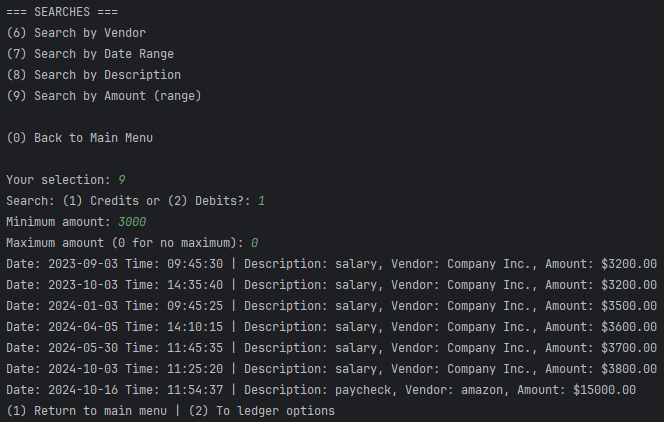 === SEARCHES ===
(6) Search by Vendor
(7) Search by Date Range
(8) Search by Description
(9) Search by Amount (range)
(0) Back to Main Menu
Your selection: 9
Search: (1) Credits or (2) Debits?: 1
Minimum amount: 3000
Maximum amount (0 for no maximum): 0
Date: 2023-09-03 Time: 09:45:30 | Description: salary, Vendor: Company Inc., Amount: $3200.00
Date: 2023-10-03 Time: 14:35:40 | Description: salary, Vendor: Company Inc., Amount: $3200.00
Date: 2024-01-03 Time: 09:45:25 | Description: salary, Vendor: Company Inc., Amount: $3500.00
Date: 2024-04-05 Time: 14:10:15 | Description: salary, Vendor: Company Inc., Amount: $3600.00
Date: 2024-05-30 Time: 11:45:35 | Description: salary, Vendor: Company Inc., Amount: $3700.00
Date: 2024-10-03 Time: 11:25:20 | Description: salary, Vendor: Company Inc., Amount: $3800.00
Date: 2024-10-16 Time: 11:54:37 | Description: paycheck, Vendor: amazon, Amount: $15000.00
(1) Return to main menu | (2) To ledger options